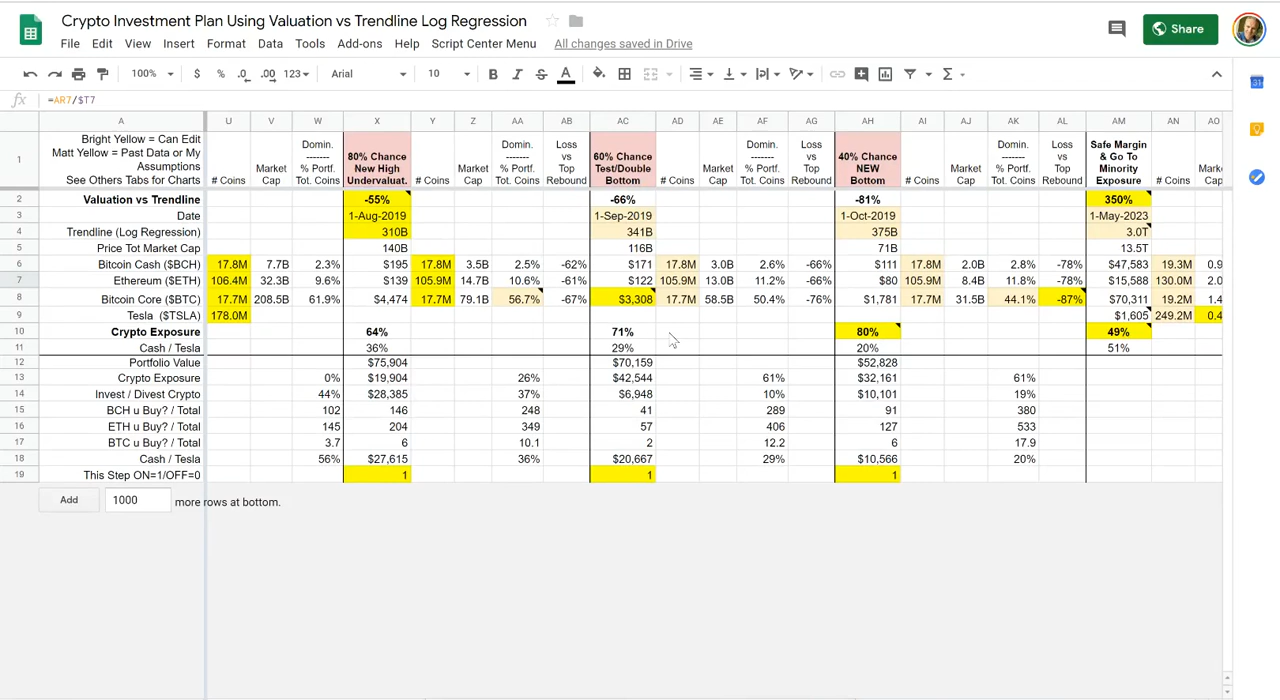 Crypto Investment Plan Using Valuation vs Trendline Log Regression
Share
File Edit View Insert Format Data Tools Add-ons Help Script Center Menu All changes saved in Drive
100% $ % .0 .00 123 Arial 10 B I S A Σ
31
fx =AR7/$T7
A U V W X Y Z AA AB AC AD AE AF AG AH AI AJ AK AL AM AN AO
1 Bright Yellow = Can Edit
Matt Yellow = Past Data or My
Assumptions
See Others Tabs for Charts
# Coins
Market
Cap
Domin.
-------
% Portf.
Tot. Coins
80% Chance
New High
Undervaluat.
# Coins
Market
Cap
Domin.
-------
% Portf.
Tot. Coins
Loss
vs
Top
Rebound
60% Chance
Test/Double
Bottom
# Coins
Market
Cap
Domin.
-------
% Portf.
Tot. Coins
Loss
vs
Top
Rebound
40% Chance
NEW
Bottom
# Coins
Market
Cap
Domin.
-------
% Portf.
Tot. Coins
Loss
vs
Top
Rebound
Safe Margin
& Go To
Minority
Exposure
# Coins
Mark
Cap
2 Valuation vs Trendline -55% -66% -81% 350%
3 Date 1-Aug-2019 1-Sep-2019 1-Oct-2019 1-May-2023
4 Trendline (Log Regression) 310B 341B 375B 3.0T
5 Price Tot Market Cap 140B 116B 71B 13.5T
6 Bitcoin Cash ($BCH) 17.8M 7.7B 2.3% $195 17.8M 3.5B 2.5% -62% $171 17.8M 3.0B 2.6% -66% $111 17.8M 2.0B 2.8% -78% $47,583 19.3M 0.9
7 Ethereum ($ETH) 106.4M 32.3B 9.6% $139 105.9M 14.7B 10.6% -61% $122 105.9M 13.0B 11.2% -66% $80 105.9M 8.4B 11.8% -78% $15,588 130.0M 2.0
8 Bitcoin Core ($BTC) 17.7M 208.5B 61.9% $4,474 17.7M 79.1B 56.7% -67% $3,308 17.7M 58.5B 50.4% -76% $1,781 17.7M 31.5B 44.1% -87% $70,311 19.2M 1.4
9 Tesla ($TSLA) 178.0M $1,605 249.2M 0.4
10 Crypto Exposure 64% 71% 80% 49%
11 Cash / Tesla 36% 29% 20% 51%
12 Portfolio Value $75,904 $70,159 $52,828
13 Crypto Exposure 0% $19,904 26% $42,544 61% $32,161 61%
14 Invest / Divest Crypto 44% $28,385 37% $6,948 10% $10,101 19%
15 BCH u Buy? / Total 102 146 248 41 289 91 380
16 ETH u Buy? / Total 145 204 349 57 406 127 533
17 BTC u Buy? / Total 3.7 6 10.1 2 12.2 6 17.9
18 Cash / Tesla 56% $27,615 36% $20,667 29% $10,566 20%
19 This Step ON=1/OFF=0 1 1 1
Add 1000 more rows at bottom.